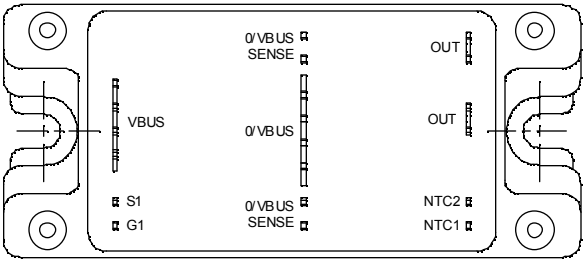 0/VBUS
SENSE
OUT
VBUS
0/VBUS
OUT
S1
0/VBUS
SENSE
NTC2
G1
NTC1